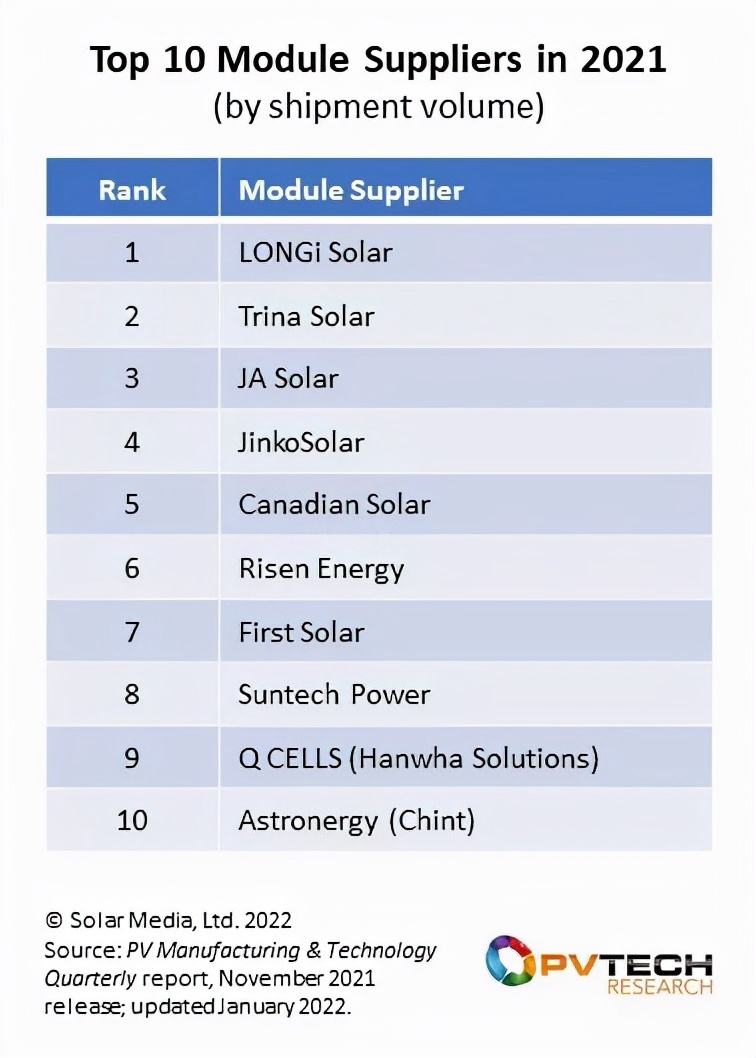 Top 10 Module Suppliers in 2021
(by shipment volume)
Rank Module Supplier
1 LONGi Solar
2 Trina Solar
3 JA Solar
4 JinkoSolar
5 Canadian Solar
6 Risen Energy
7 First Solar
8 Suntech Power
9 Q CELLS (Hanwha Solutions)
10 Astronergy (Chint)
© Solar Media, Ltd. 2022
Source: PV Manufacturing & Technology
Quarterly report, November 2021
release; updated January 2022.
PVTECH
RESEARCH